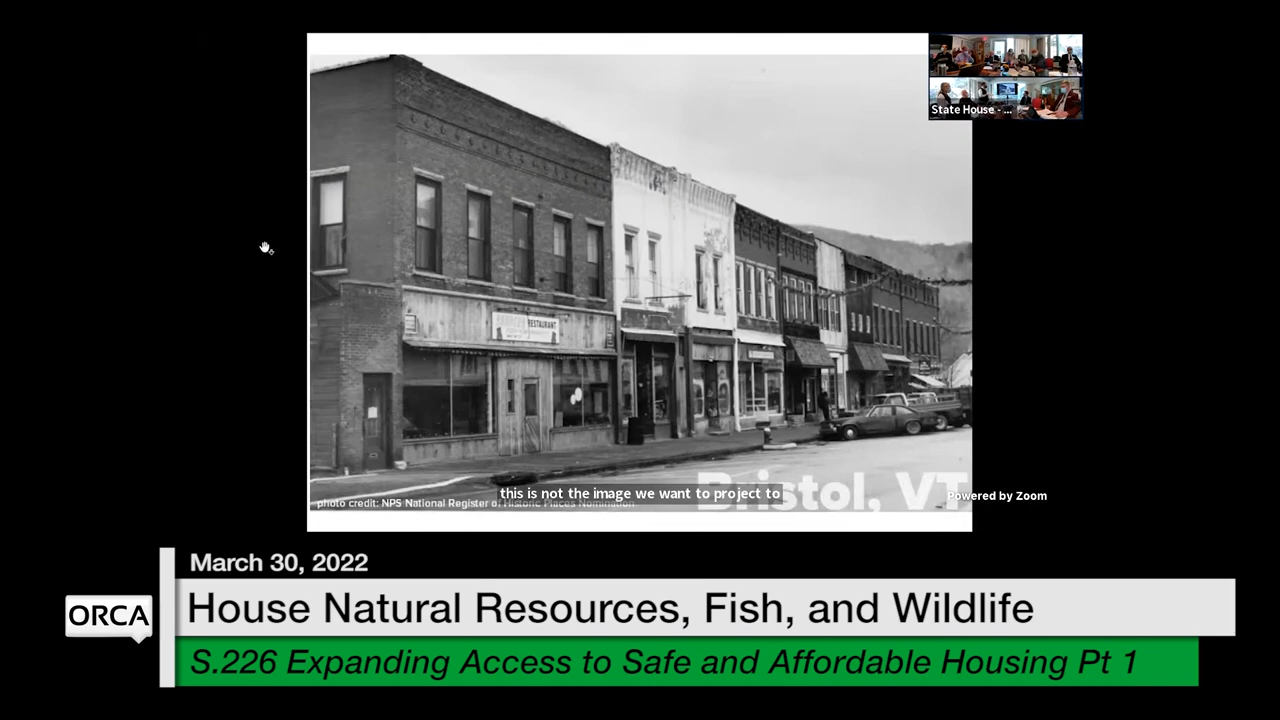 State House - ...
RESTAURANT
this is not the image we want to project to
Bristol, VT
Powered by Zoom
photo credit: NPS National Register of Historic Places Nomination
March 30, 2022
ORCA
House Natural Resources, Fish, and Wildlife
S.226 Expanding Access to Safe and Affordable Housing Pt 1